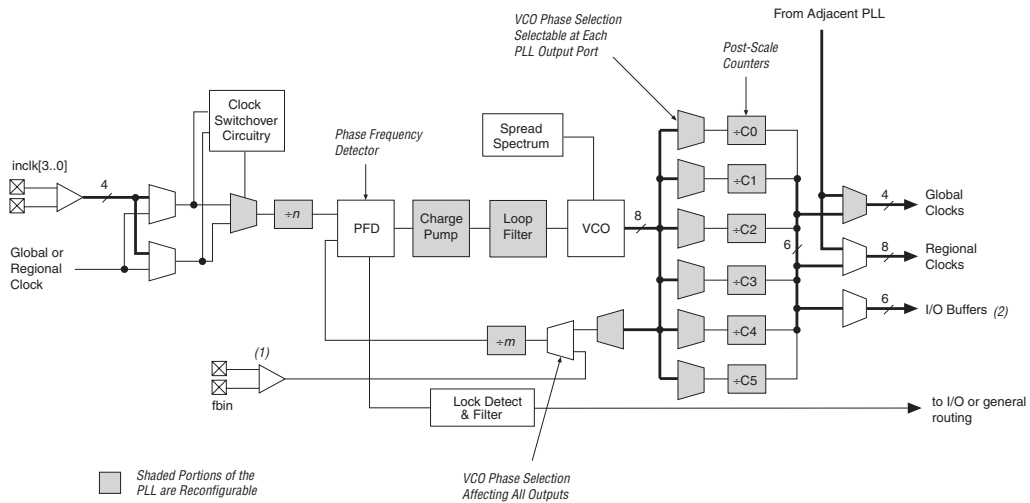 From Adjacent PLL
VCO Phase Selection
Selectable at Each
PLL Output Port
Post-Scale
Counters
Clock
Switchover
Circuitry
Phase Frequency
Detector
Spread
Spectrum
inclk[3..0]
4
Global or
Regional
Clock
÷n
PFD
Charge
Pump
Loop
Filter
VCO
8
÷C0
÷C1
÷C2
÷C3
÷C4
÷C5
6
4
Global
Clocks
8
Regional
Clocks
6
I/O Buffers (2)
÷m
(1)
fbin
Lock Detect
& Filter
to I/O or general
routing
Shaded Portions of the
PLL are Reconfigurable
VCO Phase Selection
Affecting All Outputs